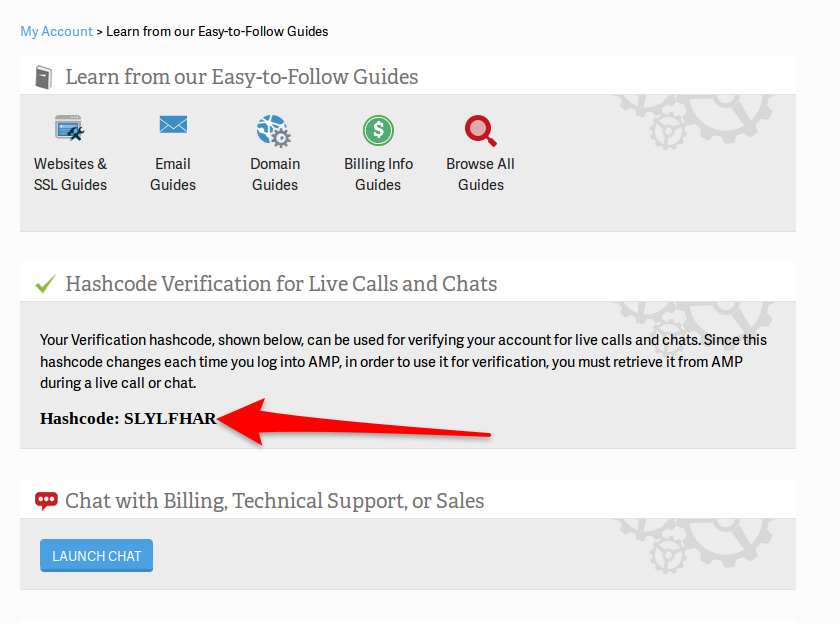 My Account > Learn from our Easy-to-Follow Guides
Learn from our Easy-to-Follow Guides
Websites &
SSL Guides
Email
Guides
Domain
Guides
Billing Info
Guides
Browse All
Guides
Hashcode Verification for Live Calls and Chats
Your Verification hashcode, shown below, can be used for verifying your account for live calls and chats. Since this
hashcode changes each time you log into AMP, in order to use it for verification, you must retrieve it from AMP
during a live call or chat.
Hashcode: SLYLFHAR
Chat with Billing, Technical Support, or Sales
LAUNCH CHAT